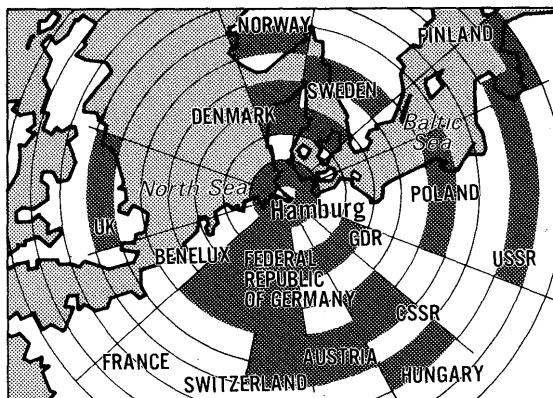 NORWAY
FINLAND
SWEDEN
DENMARK
Baltic
Sea
North Sea
POLAND
Hamburg
UK
GDR
BENELUX
FEDERAL
REPUBLIC
OF GERMANY
USSR
CSSR
FRANCE
AUSTRIA
SWITZERLAND
HUNGARY